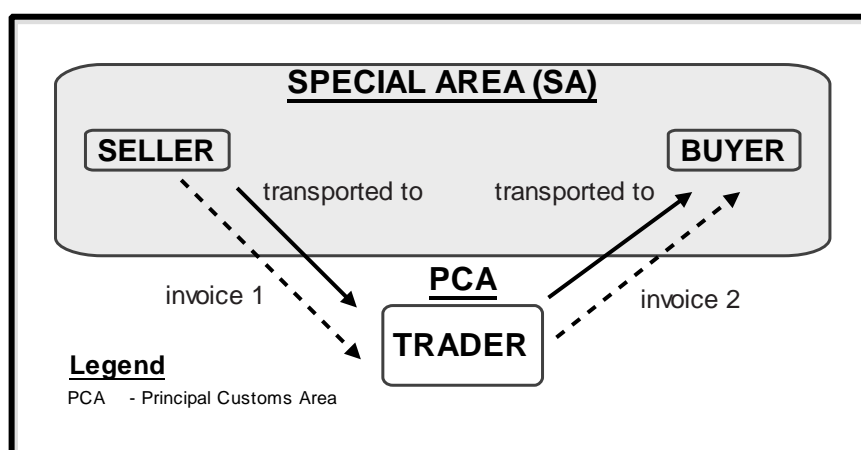 SPECIAL AREA (SA)
SELLER
BUYER
transported to
transported to
PCA
invoice 1
invoice 2
TRADER
Legend
PCA - Principal Customs Area